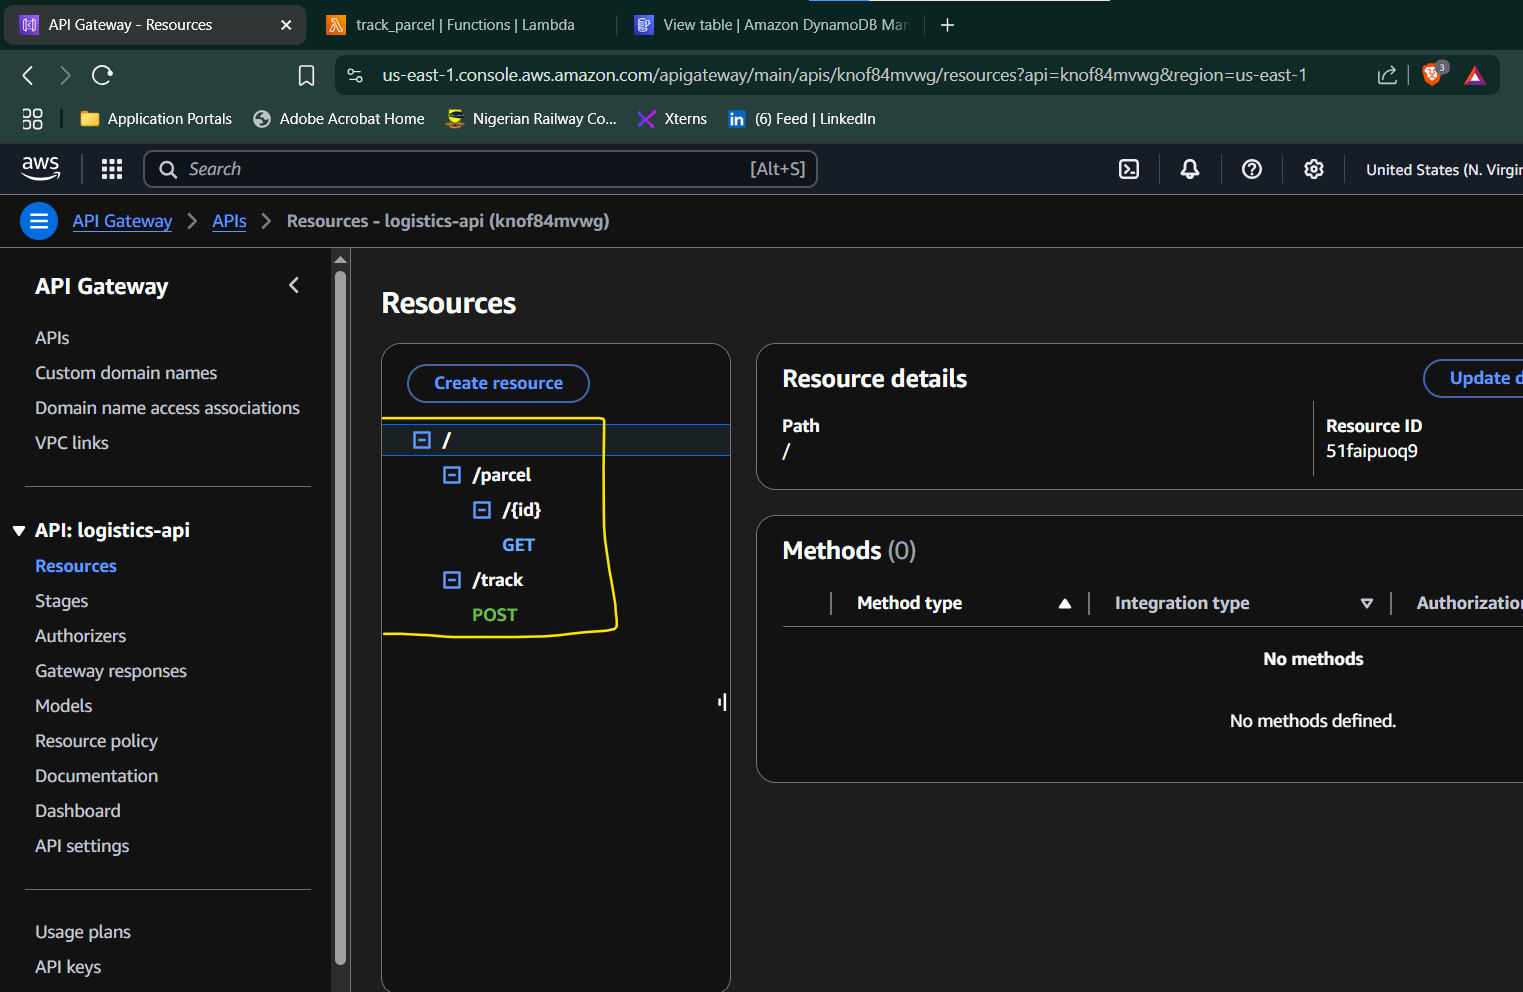 API Gateway - Resources
track_parcel | Functions | Lambda
View table | Amazon DynamoDB Man
us-east-1.console.aws.amazon.com/apigateway/main/apis/knof84mvwg/resources?api=knof84mvwg&region=us-east-1
3
Application Portals
Adobe Acrobat Home
Nigerian Railway Co...
Xterns
(6) Feed | LinkedIn
aws
Search
[Alt+S]
United States (N. Virgin
API Gateway
APIs
Resources - logistics-api (knof84mvwg)
API Gateway
APIs
Custom domain names
Domain name access associations
VPC links
API: logistics-api
Resources
Stages
Authorizers
Gateway responses
Models
Resource policy
Documentation
Dashboard
API settings
Usage plans
API keys
Resources
Create resource
/
/parcel
/{id}
GET
/track
POST
Resource details
Update d
Path
/
Resource ID
51faipuoq9
Methods (0)
Method type
Integration type
Authorization
No methods
No methods defined.